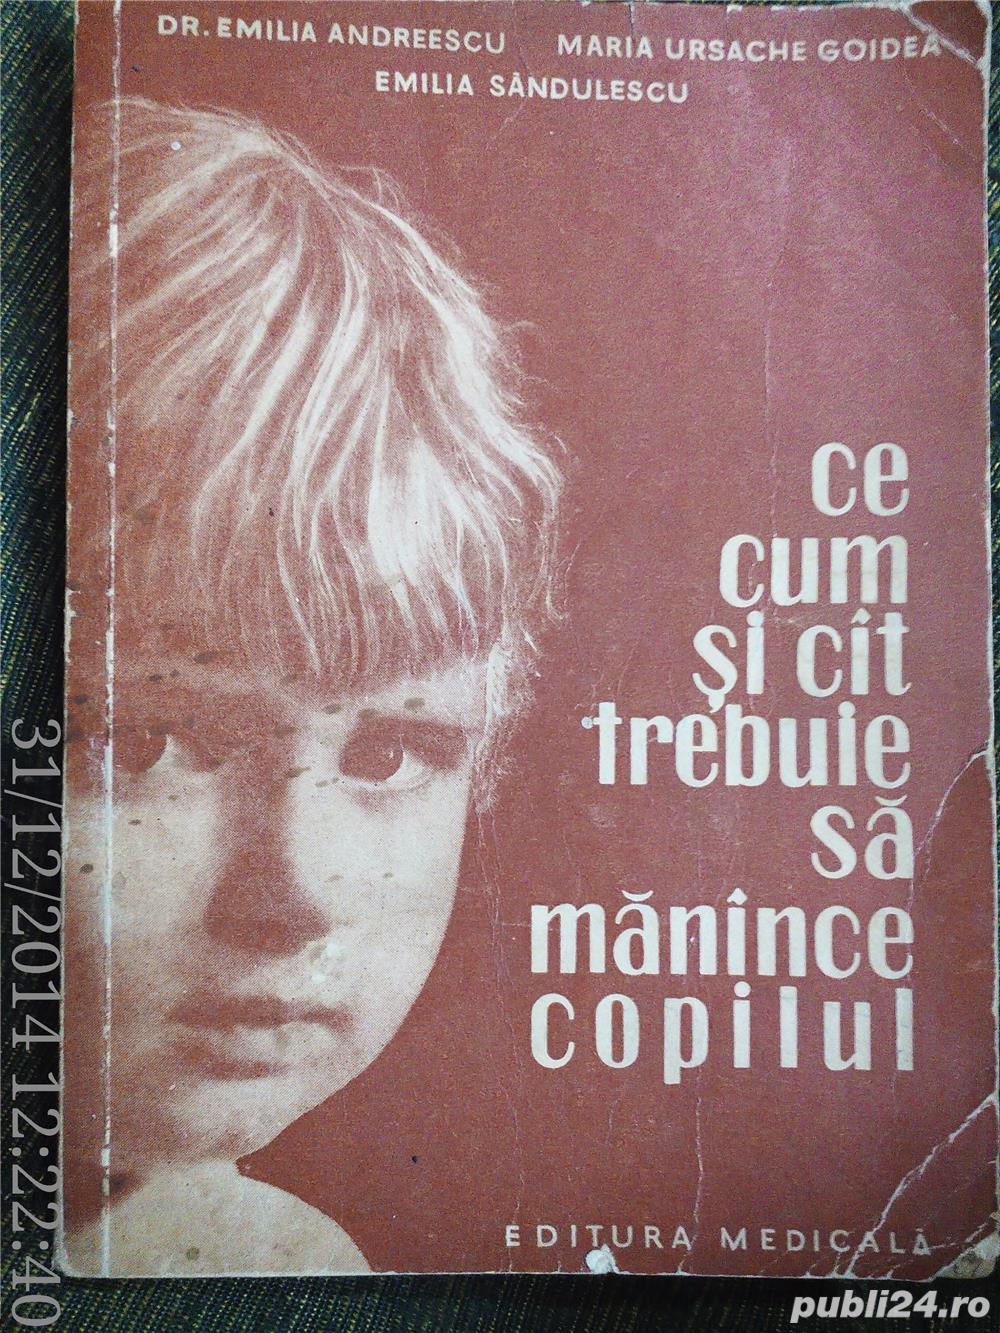 DR. EMILIA ANDREESCU MARIA URSACHE GOIDEA
EMILIA SĂNDULESCU
ce
cum
și cît
trebuie
să
mănînce
copilul
EDITURA MEDICALĂ
31/12/2014 12:22:40
publi24.ro